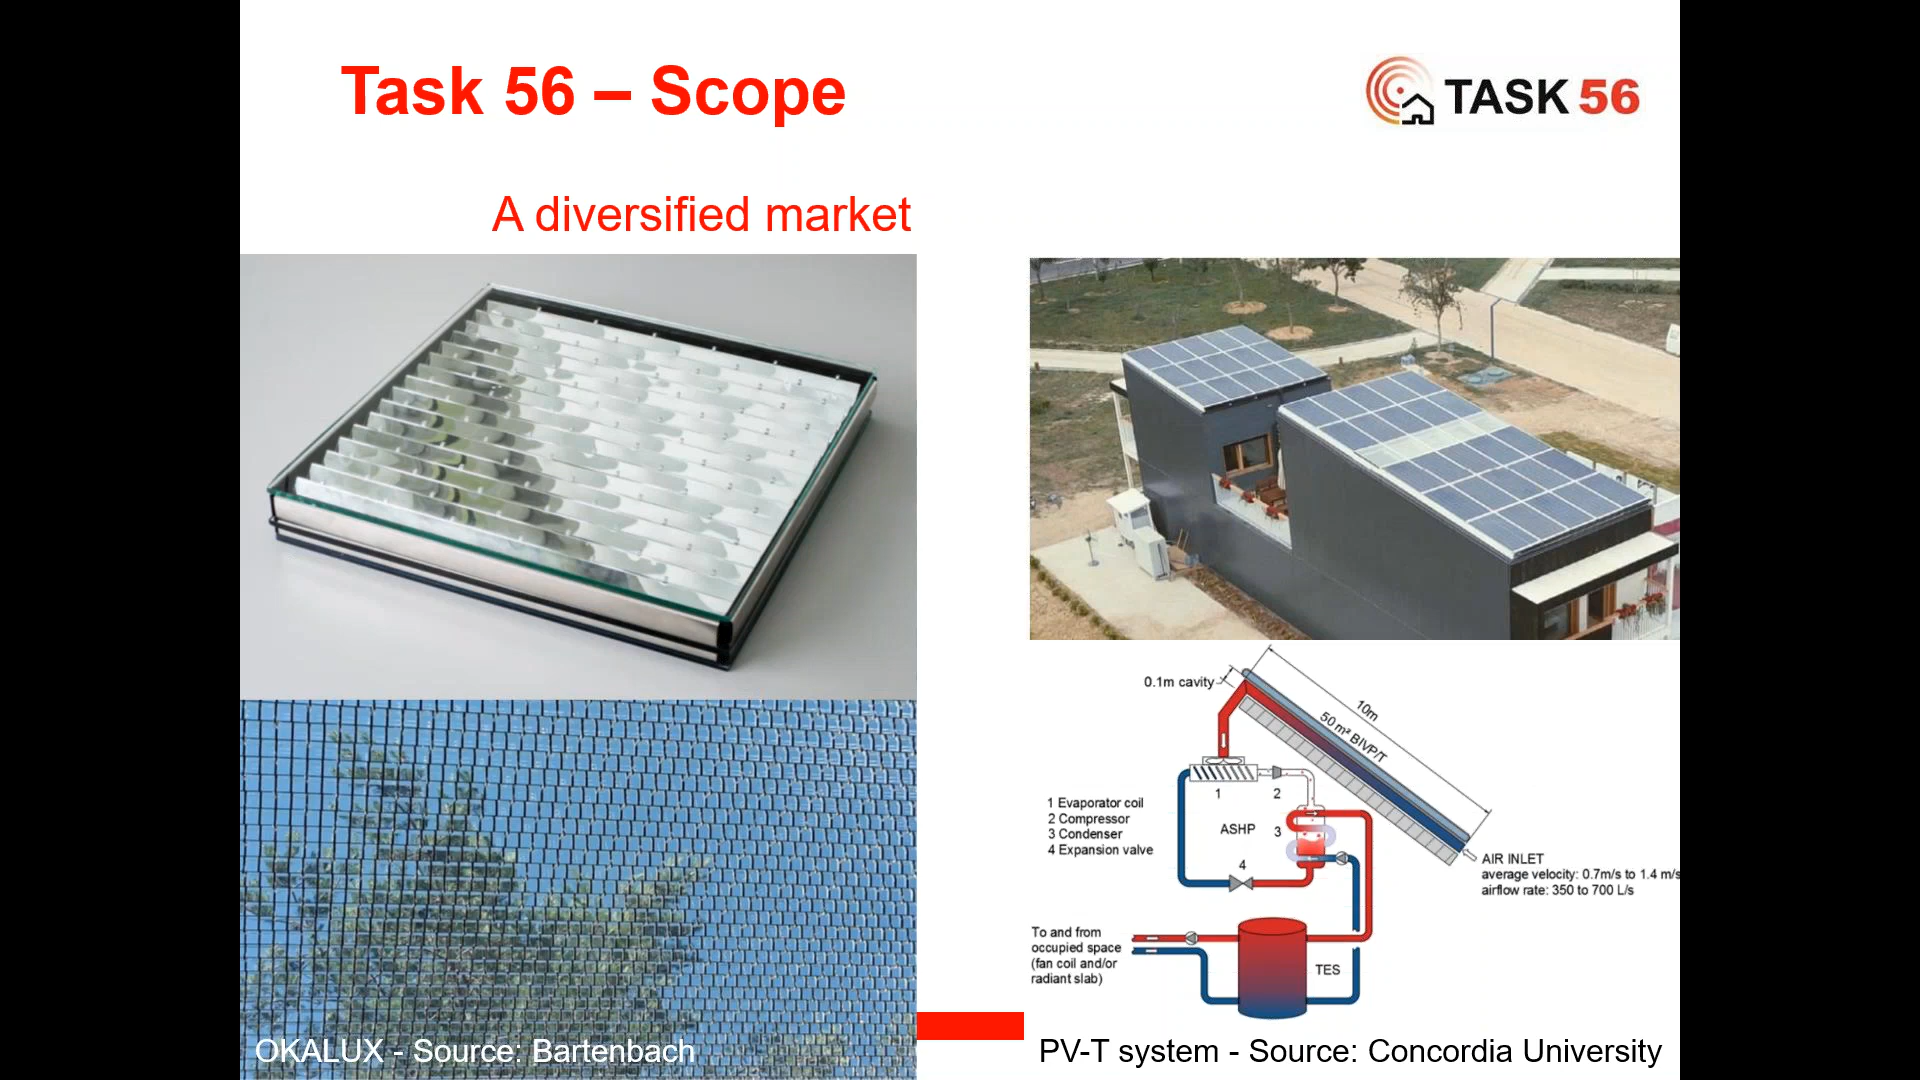 Task 56 – Scope
TASK 56
A diversified market
0.1m cavity
10m
50 m² BIVP/T
1
2
1 Evaporator coil
2 Compressor
3 Condenser
4 Expansion valve
ASHP
3
4
AIR INLET
average velocity: 0.7m/s to 1.4 m/s
airflow rate: 350 to 700 L/s
To and from
occupied space
(fan coil and/or
radiant slab)
TES
OKALUX - Source: Bartenbach
PV-T system - Source: Concordia University